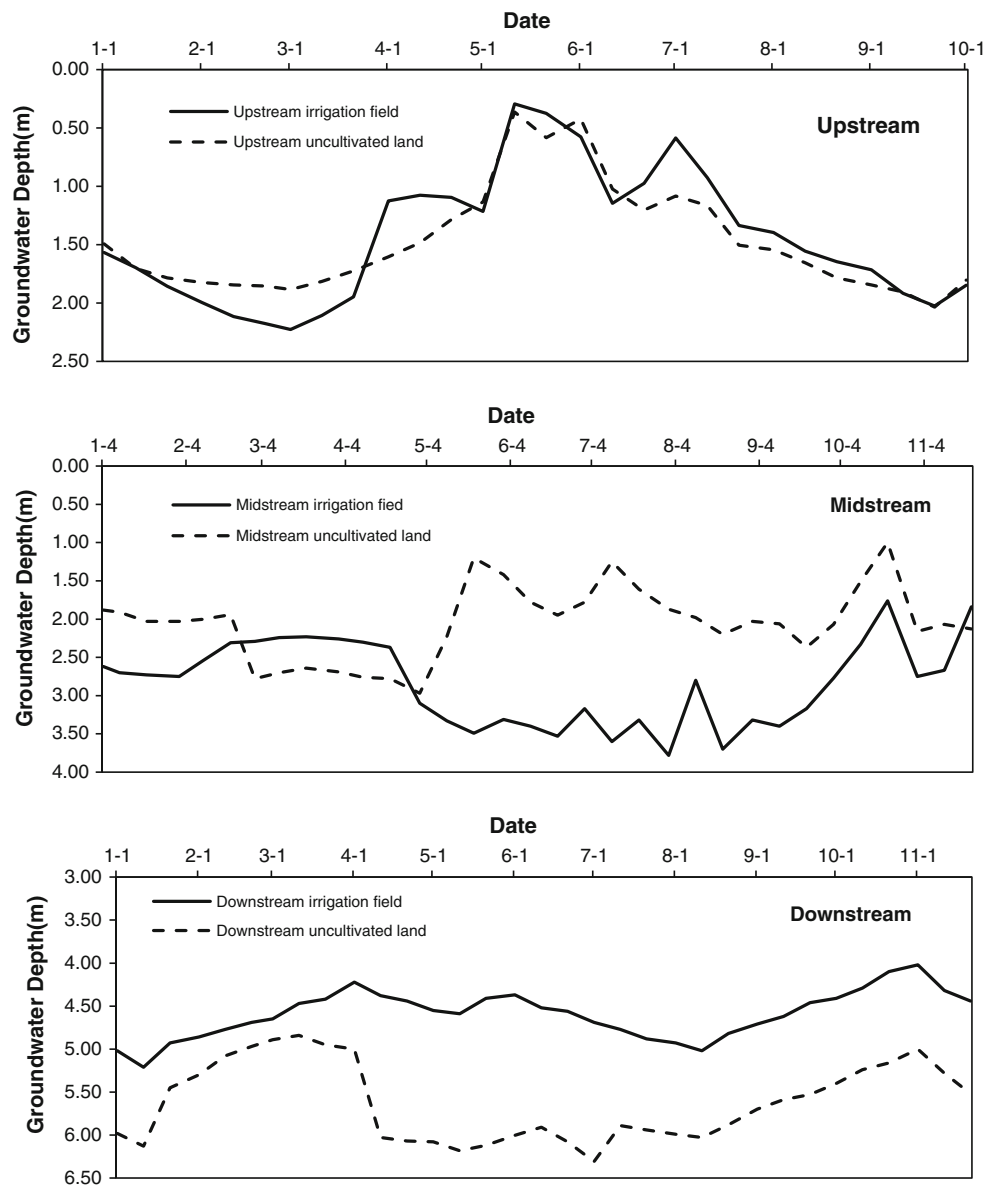 Date
1-1 2-1 3-1 4-1 5-1 6-1 7-1 8-1 9-1 10-1
Groundwater Depth(m)
0.00
0.50
1.00
1.50
2.00
2.50
Upstream irrigation field
Upstream uncultivated land
Upstream
Date
1-4 2-4 3-4 4-4 5-4 6-4 7-4 8-4 9-4 10-4 11-4
Groundwater Depth(m)
0.00
0.50
1.00
1.50
2.00
2.50
3.00
3.50
4.00
Midstream irrigation fied
Midstream uncultivated land
Midstream
Date
1-1 2-1 3-1 4-1 5-1 6-1 7-1 8-1 9-1 10-1 11-1
Groundwater Depth(m)
3.00
3.50
4.00
4.50
5.00
5.50
6.00
6.50
Downstream irrigation field
Downstream uncultivated land
Downstream